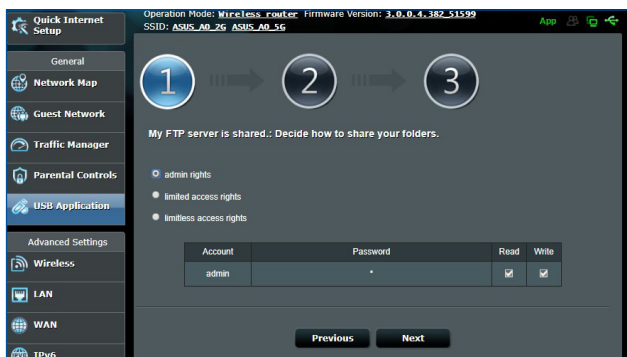 Quick Internet
Setup
Operation Mode: Wireless router Firmware Version: 3.0.0.4.382_51599
SSID: ASUS_A0_2G ASUS_A0_5G
App
General
Network Map
Guest Network
Traffic Manager
Parental Controls
USB Application
Advanced Settings
Wireless
LAN
WAN
IPv6
1
2
3
My FTP server is shared.: Decide how to share your folders.
admin rights
limited access rights
limitless access rights
Account Password Read Write
admin *
Previous Next